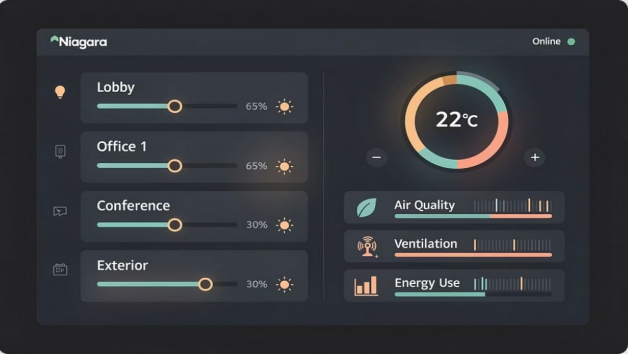 Niagara
Online
Lobby
65%
Office 1
65%
Conference
30%
Exterior
30%
22°C
−
+
Air Quality
Ventilation
Energy Use